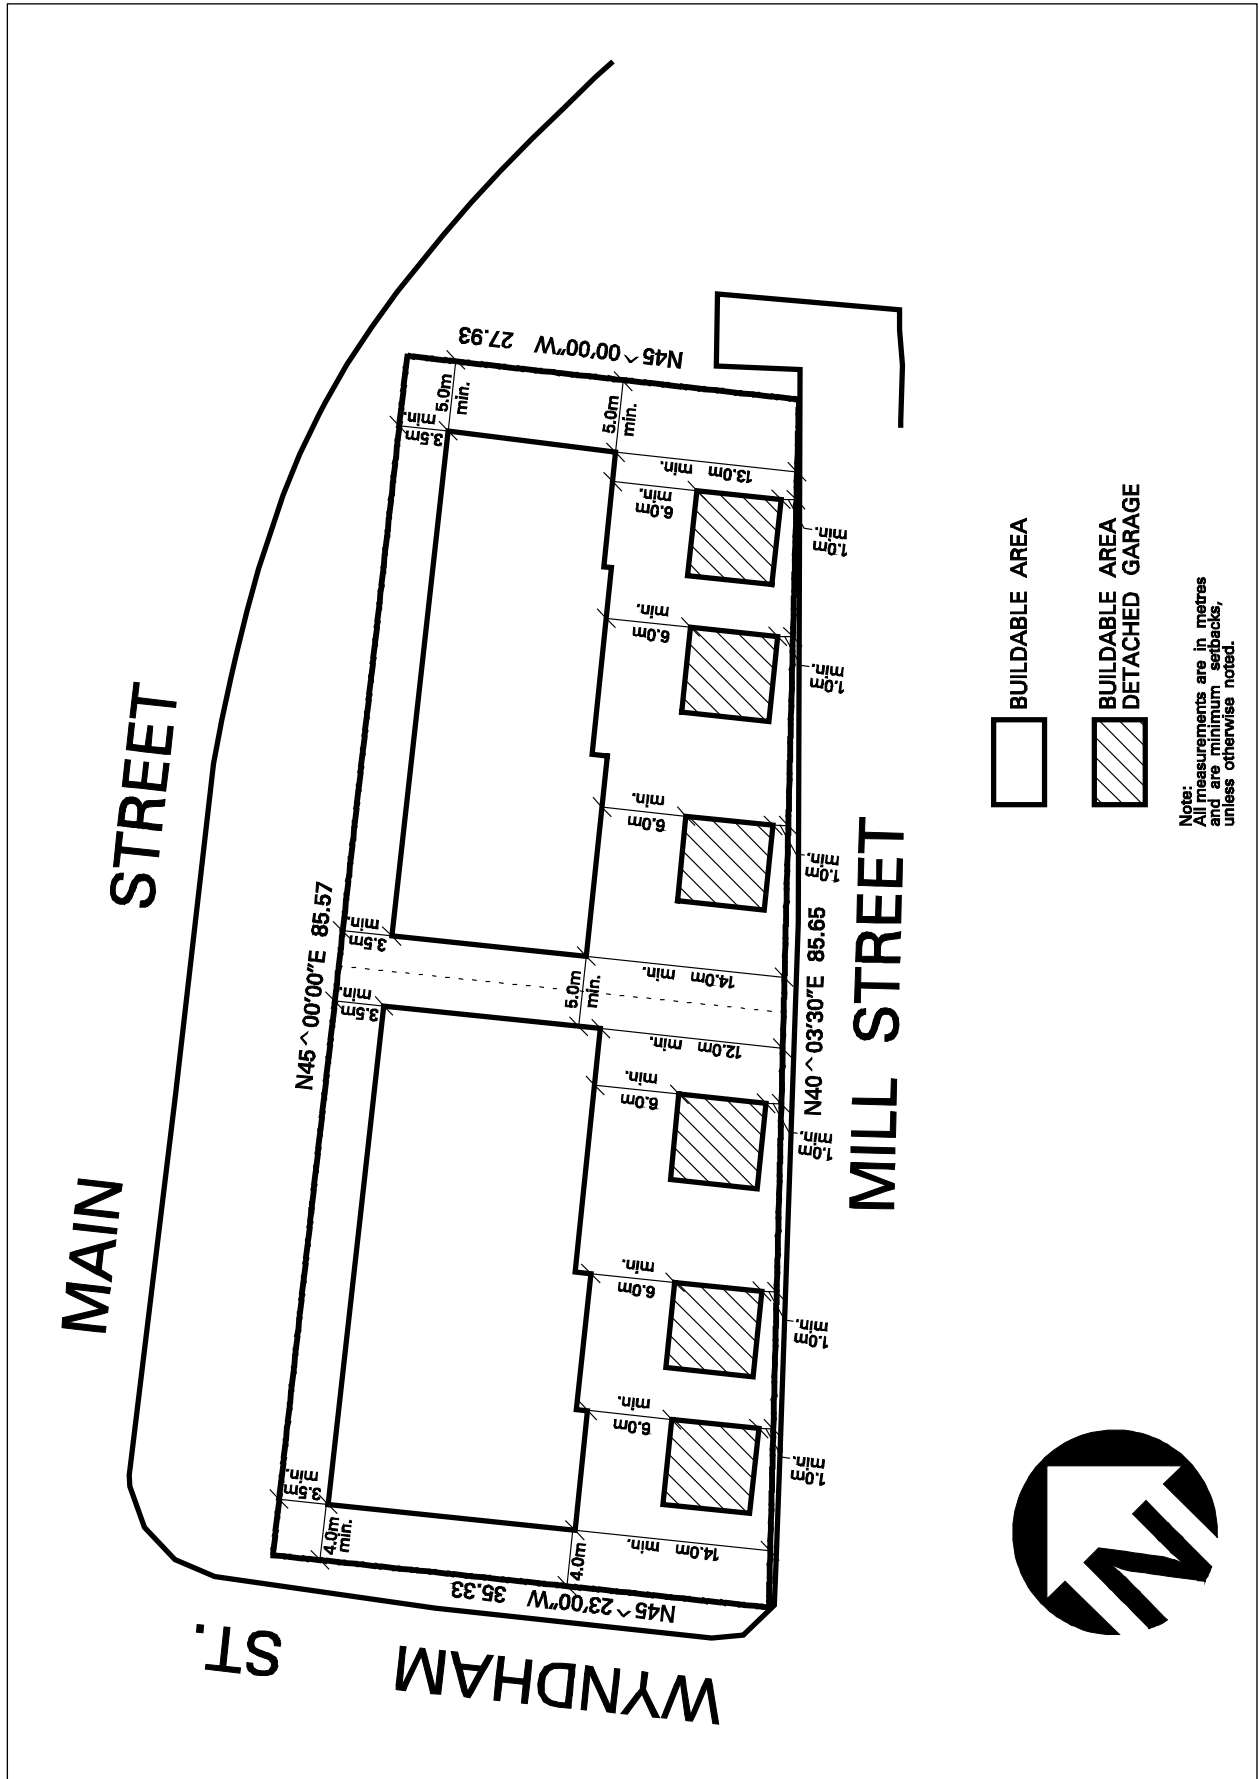 MAIN STREET
N45^00'00"E 85.57
N45^00'00"W 27.93
N40^03'30"E 85.65
N45^23'00"W 35.33
MILL STREET
WYNDHAM ST.
3.5m
min.
5.0m
min.
5.0m
min.
13.0m min.
6.0m
min.
1.0m
min.
6.0m
min.
1.0m
min.
6.0m
min.
1.0m
min.
3.5m
min.
14.0m min.
5.0m
min.
3.5m
min.
12.0m min.
6.0m
min.
1.0m
min.
6.0m
min.
1.0m
min.
6.0m
min.
1.0m
min.
3.5m
min.
4.0m
min.
4.0m
14.0m min.
BUILDABLE AREA
BUILDABLE AREA
DETACHED GARAGE
Note:
All measurements are in metres
and are minimum setbacks,
unless otherwise noted.
N